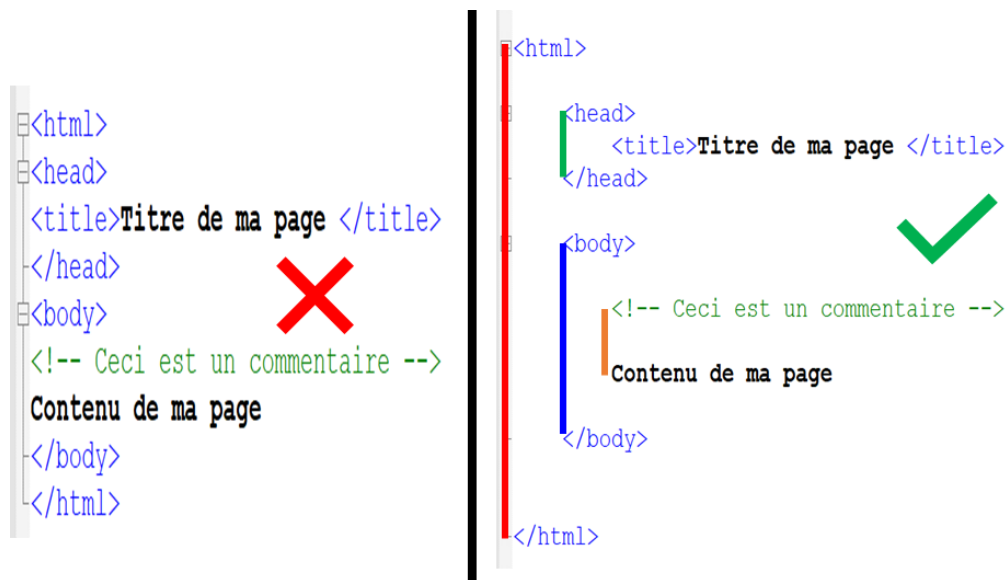 <html>
<head>
<title>Titre de ma page </title>
</head>
<body>
<!-- Ceci est un commentaire -->
Contenu de ma page
</body>
</html>
<html>
<head>
<title>Titre de ma page </title>
</head>
<body>
<!-- Ceci est un commentaire -->
Contenu de ma page
</body>
</html>